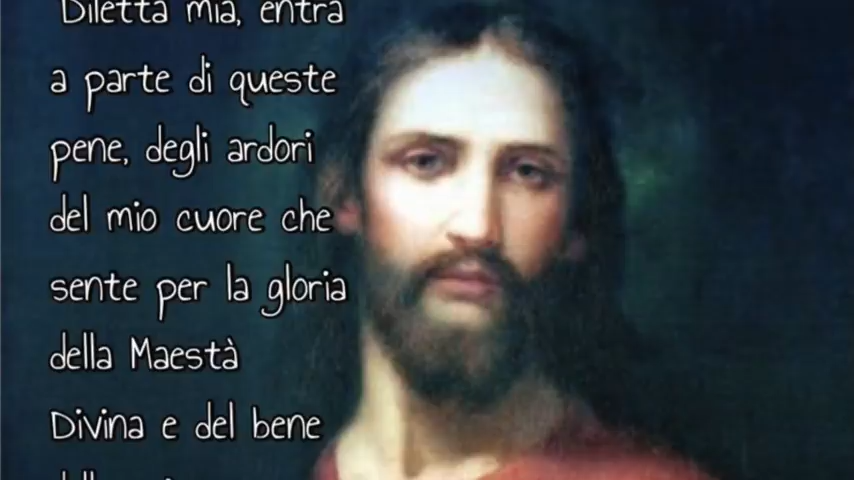 Diletta mia, entra
a parte di queste
pene, degli ardori
del mio cuore che
sente per la gloria
della Maestà
Divina e del bene